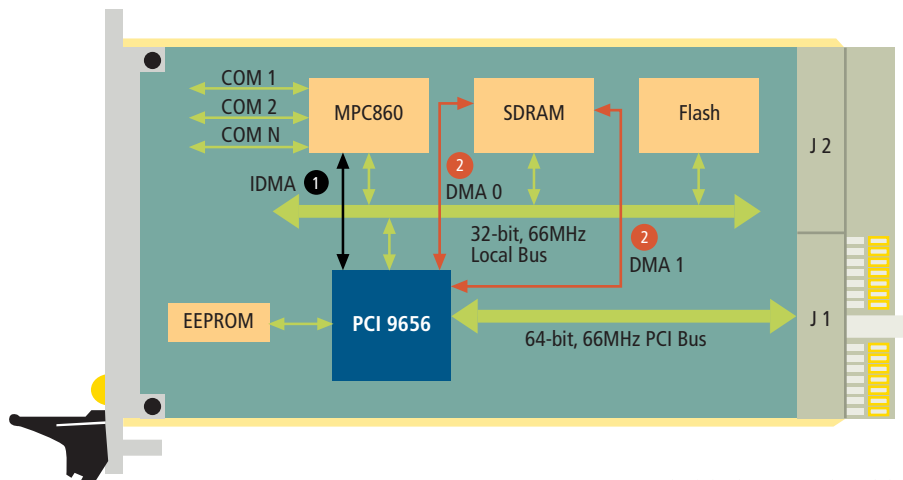 COM 1
COM 2
COM N
MPC860
SDRAM
Flash
J 2
IDMA 1
2
DMA 0
32-bit, 66MHz
Local Bus
2
DMA 1
EEPROM
PCI 9656
64-bit, 66MHz PCI Bus
J 1